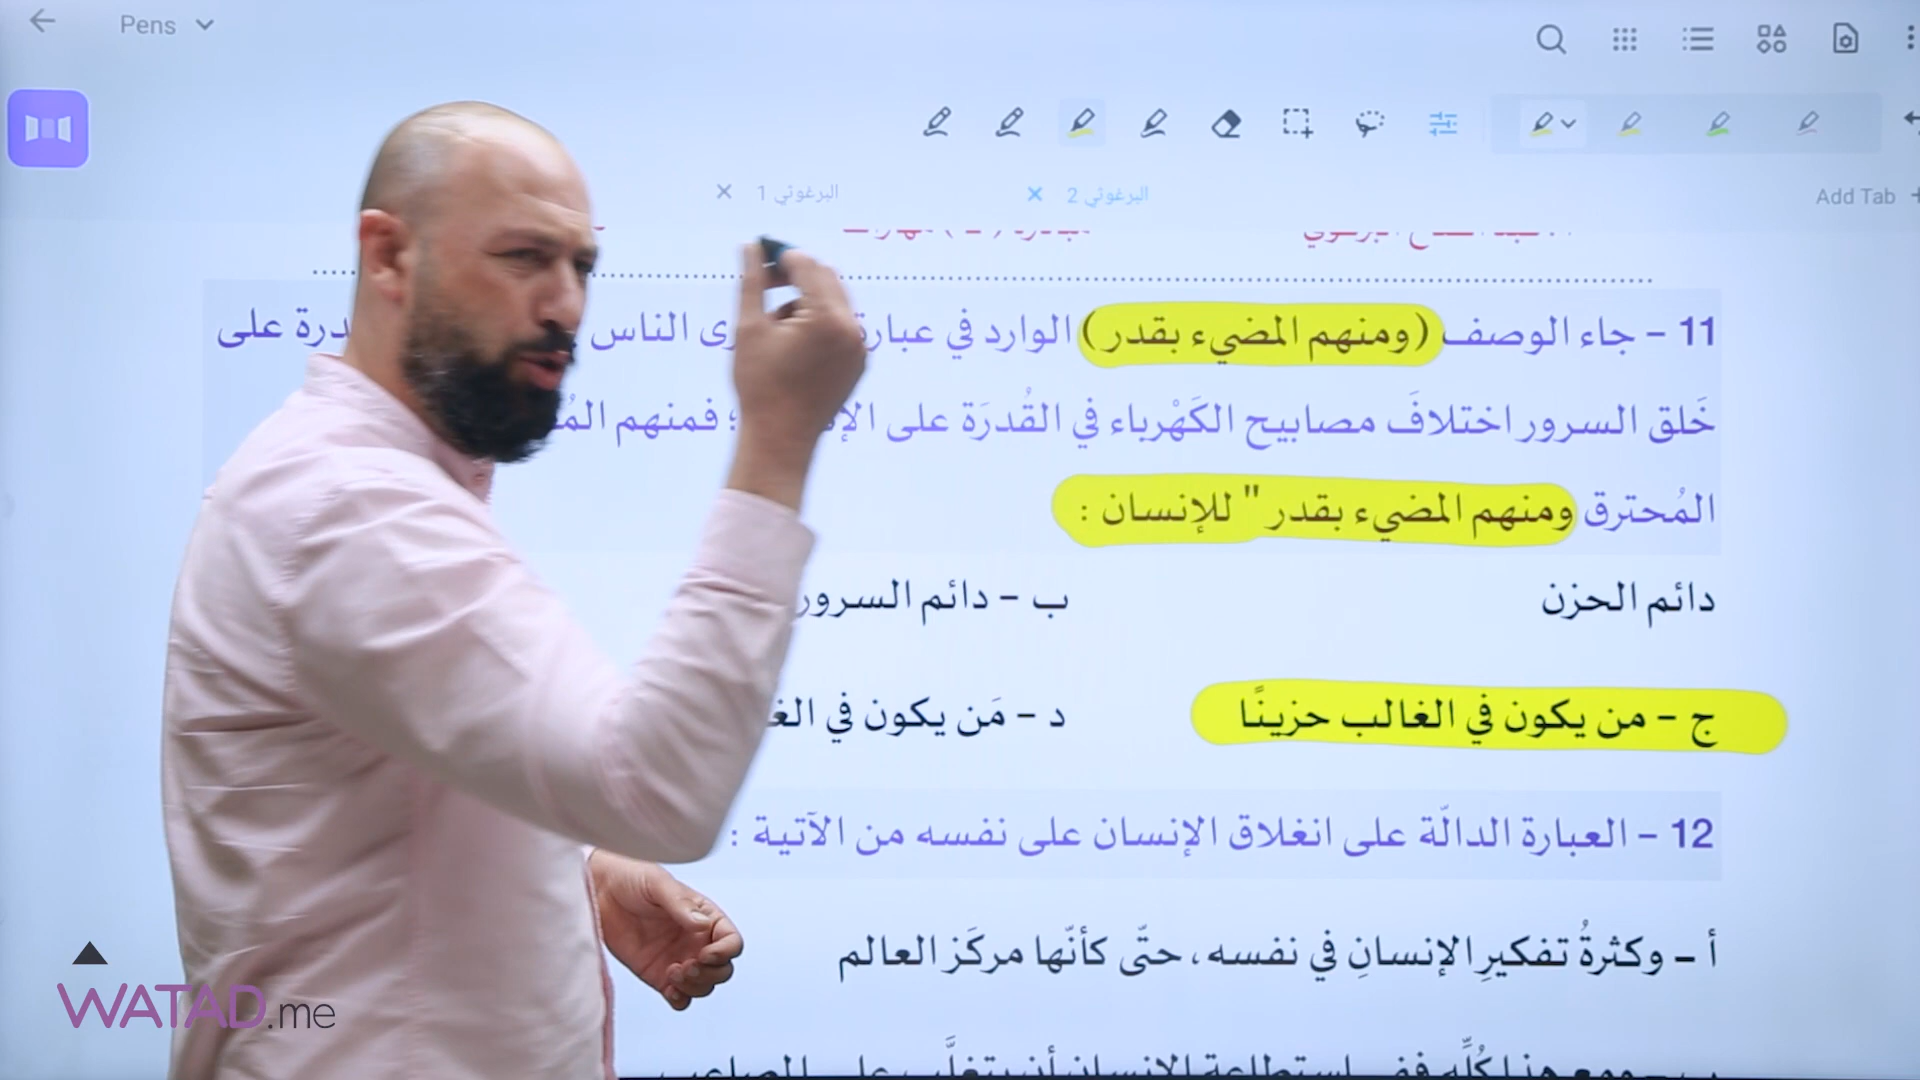 Pens
البرغوثي 1
البرغوثي 2
Add Tab
11 – جاء الوصف (ومنهم المضيء بقدر) الوارد في عبارة الناس على
خَلق السرور اختلافَ مصابيح الكَهْرباء في القُدرَة على فمنهم
المُحترق ومنهم المضيء بقدر " للإنسان :
دائم الحزن
ب – دائم السرور
ج – من يكون في الغالب حزينًا
د – مَن يكون في
12 – العبارة الدالّة على انغلاق الإنسان على نفسه من الآتية :
أ – وكثرةُ تفكيرِ الإنسانِ في نفسه، حتّى كأنّها مركَز العالم
WATAD.me